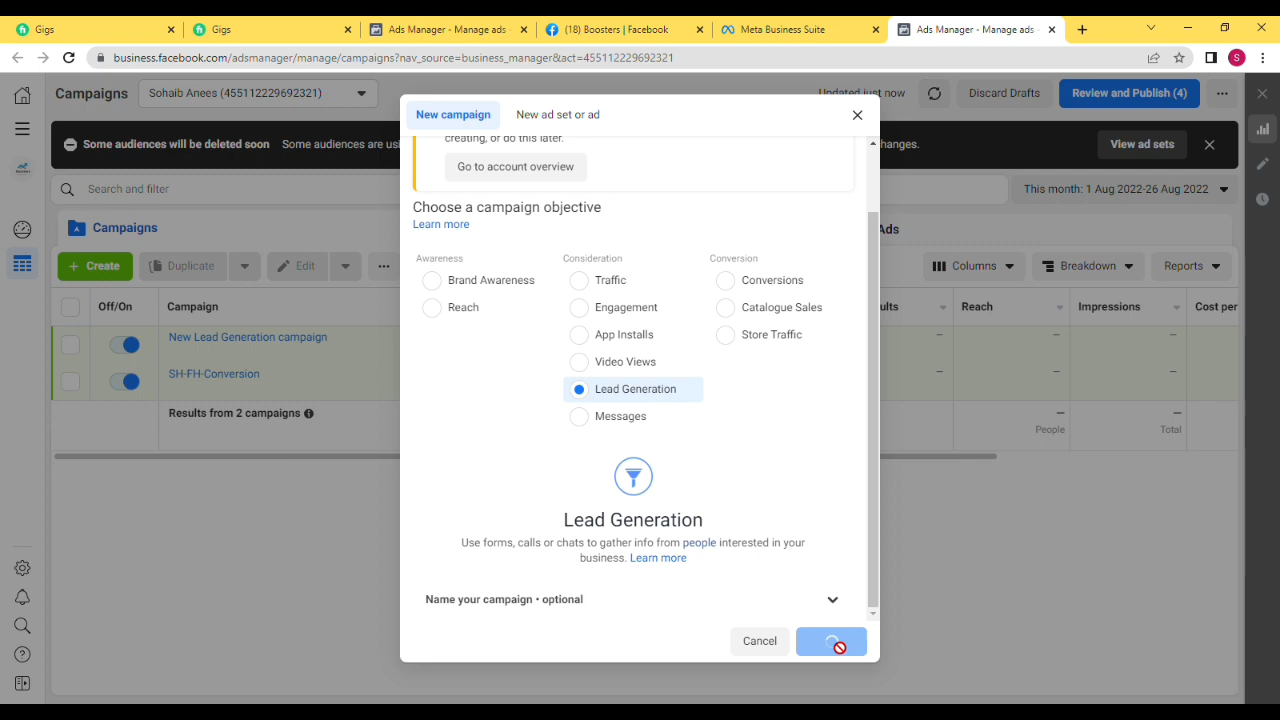 Gigs
Gigs
Ads Manager - Manage ads
(18) Boosters | Facebook
Meta Business Suite
Ads Manager - Manage ads
business.facebook.com/adsmanager/manage/campaigns?nav_source=business_manager&act=455112229692321
S
Campaigns
Sohaib Anees (455112229692321)
Updated just now
Discard Drafts
Review and Publish (4)
New campaign
New ad set or ad
Some audiences will be deleted soon
Some audiences are
creating, or do this later.
View ad sets
Go to account overview
Search and filter
This month: 1 Aug 2022-26 Aug 2022
Choose a campaign objective
Learn more
Campaigns
Ads
Create
Duplicate
Edit
Columns
Breakdown
Reports
Awareness
Consideration
Conversion
Brand Awareness
Traffic
Conversions
Reach
Engagement
Catalogue Sales
App Installs
Store Traffic
Video Views
Lead Generation
Messages
Off/On
Campaign
Reach
Impressions
Cost per
New Lead Generation campaign
–
–
–
SH-FH-Conversion
–
–
–
Results from 2 campaigns
–
People
–
Total
Lead Generation
Use forms, calls or chats to gather info from people interested in your
business. Learn more
Name your campaign • optional
Cancel